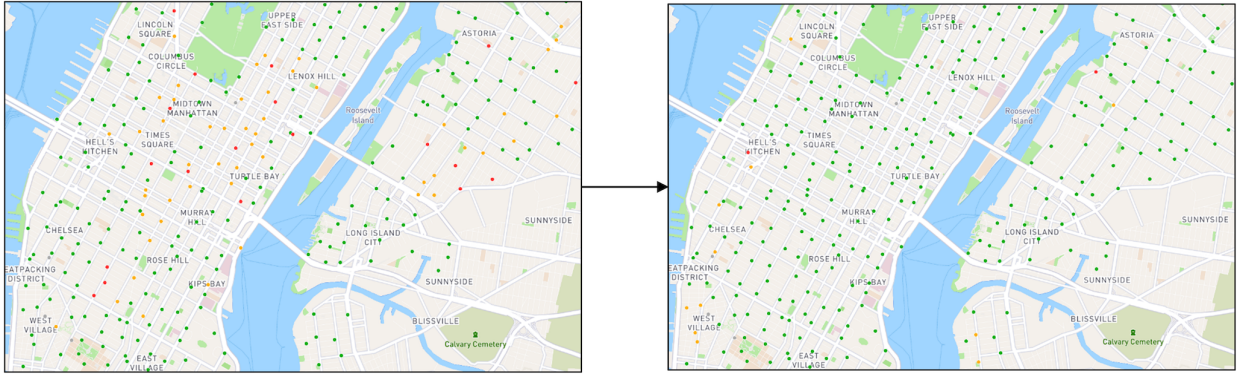 LINCOLN
SQUARE
UPPER
EAST SIDE
ASTORIA
COLUMBUS
CIRCLE
LENOX HILL
MIDTOWN
MANHATTAN
Roosevelt
Island
TIMES
SQUARE
HELL'S
KITCHEN
TURTLE BAY
MURRAY
HILL
SUNNYSIDE
CHELSEA
LONG ISLAND
CITY
ROSE HILL
EATPACKING
DISTRICT
KIPS BAY
SUNNYSIDE
WEST
VILLAGE
BLISSVILLE
Calvary Cemetery
EAST
VILLAGE
LINCOLN
SQUARE
UPPER
EAST SIDE
ASTORIA
COLUMBUS
CIRCLE
LENOX HILL
MIDTOWN
MANHATTAN
Roosevelt
Island
TIMES
SQUARE
HELL'S
KITCHEN
TURTLE BAY
MURRAY
HILL
SUNNYSIDE
CHELSEA
LONG ISLAND
CITY
ROSE HILL
EATPACKING
DISTRICT
KIPS BAY
SUNNYSIDE
WEST
VILLAGE
BLISSVILLE
Calvary Cemetery
EAST
VILLAGE